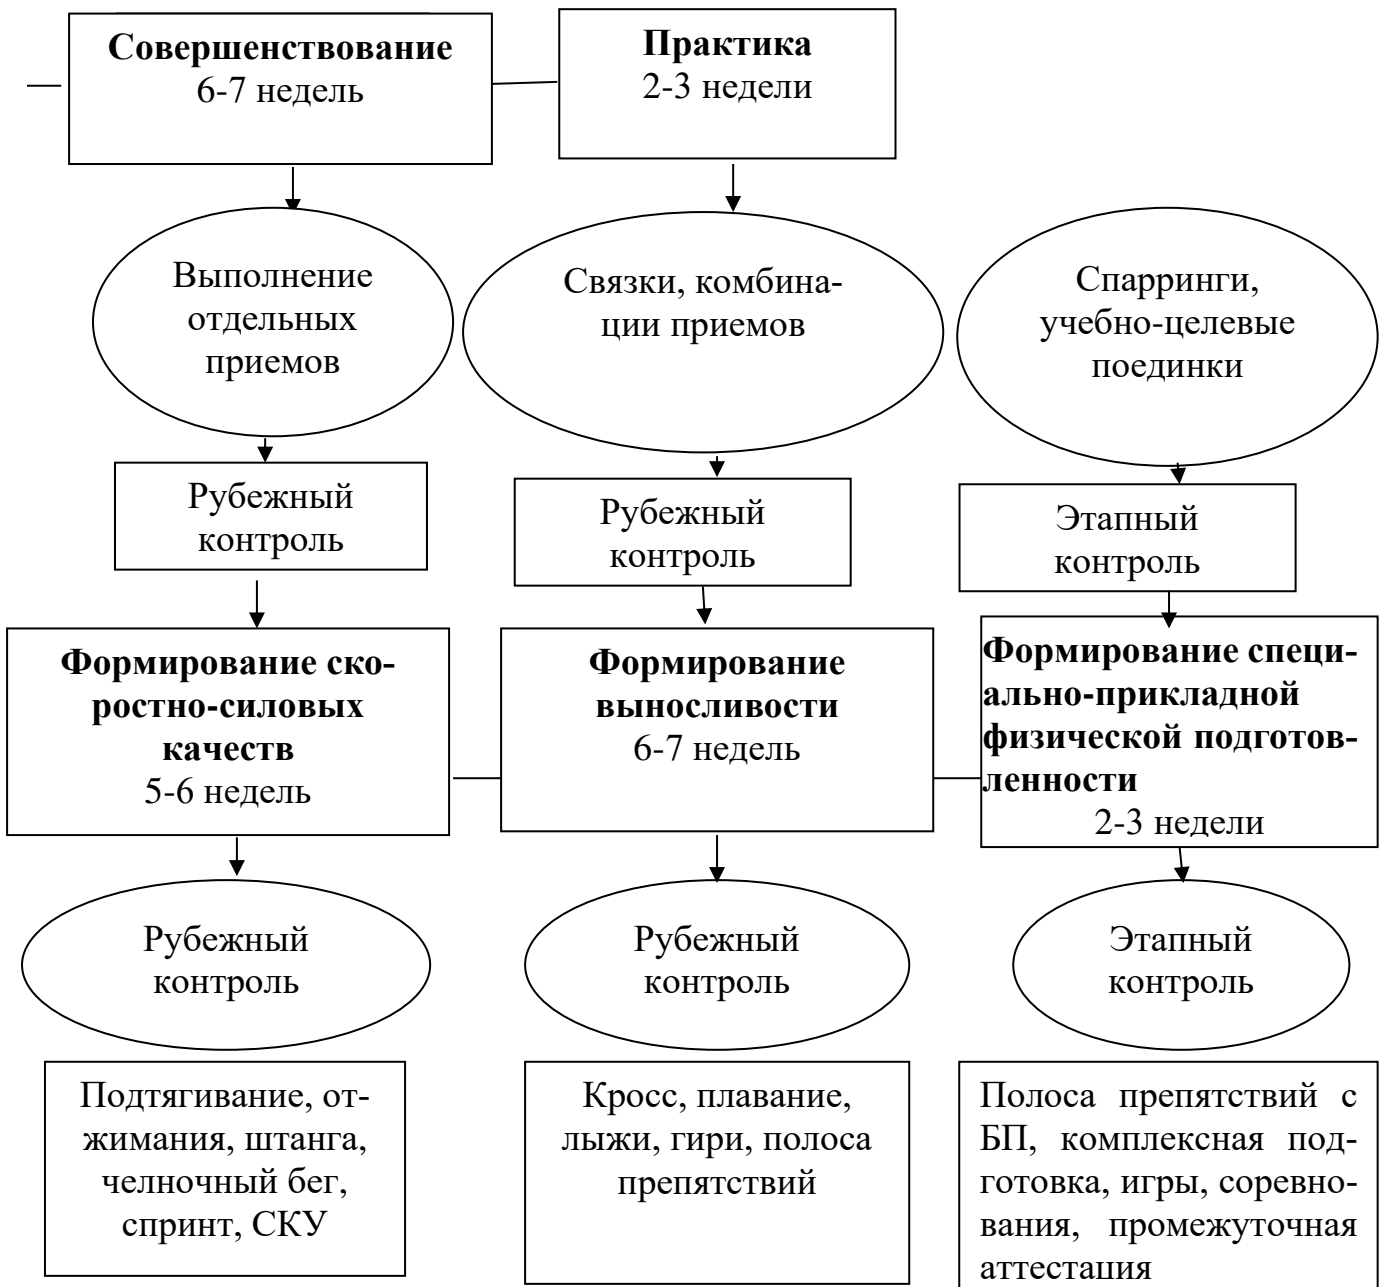 Совершенствование
6-7 недель
Практика
2-3 недели
Выполнение
отдельных
приемов
Связки, комбина-
ции приемов
Спарринги,
учебно-целевые
поединки
Рубежный
контроль
Рубежный
контроль
Этапный
контроль
Формирование ско-
ростно-силовых
качеств
5-6 недель
Формирование
выносливости
6-7 недель
Формирование специ-
ально-прикладной
физической подготов-
ленности
2-3 недели
Рубежный
контроль
Рубежный
контроль
Этапный
контроль
Подтягивание, от-
жимания, штанга,
челночный бег,
спринт, СКУ
Кросс, плавание,
лыжи, гири, полоса
препятствий
Полоса препятствий с
БП, комплексная под-
готовка, игры, соревно-
вания, промежуточная
аттестация